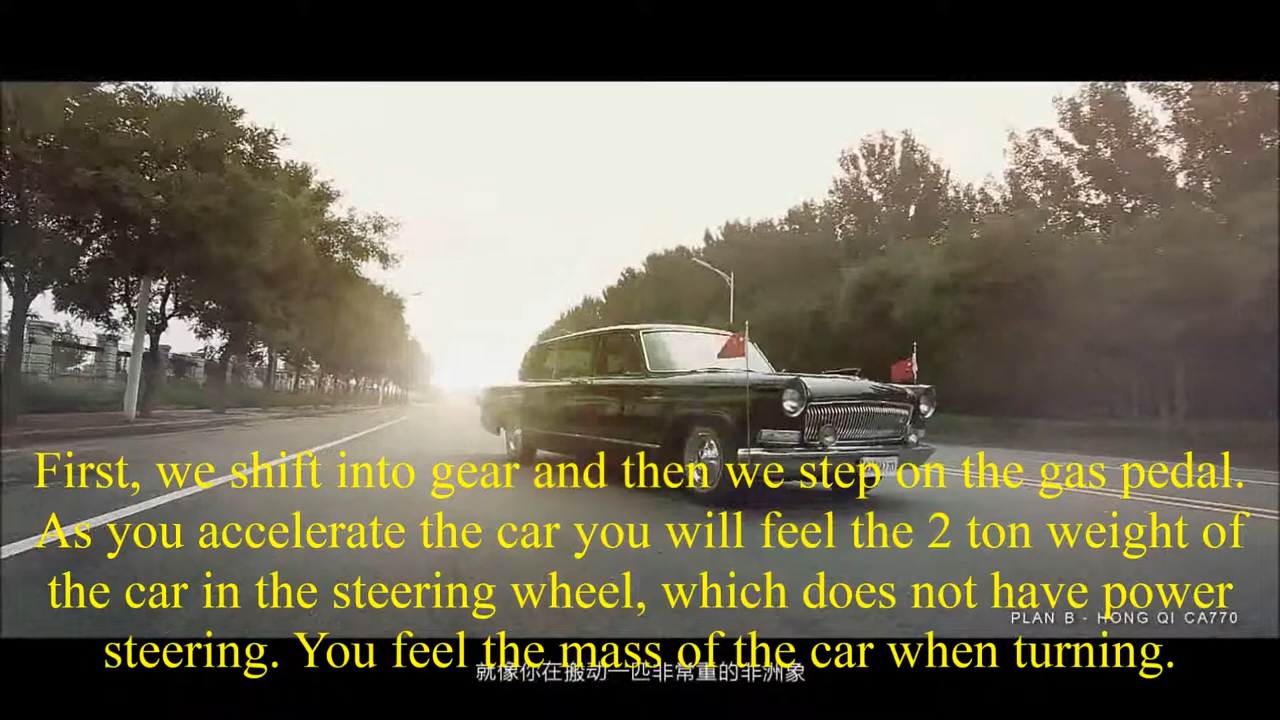 First, we shift into gear and then we step on the gas pedal.
As you accelerate the car you will feel the 2 ton weight of
the car in the steering wheel, which does not have power
PLAN B - HONG QI CA770
steering. You feel the mass of the car when turning.
就像你在搬动一匹非常重的非洲象